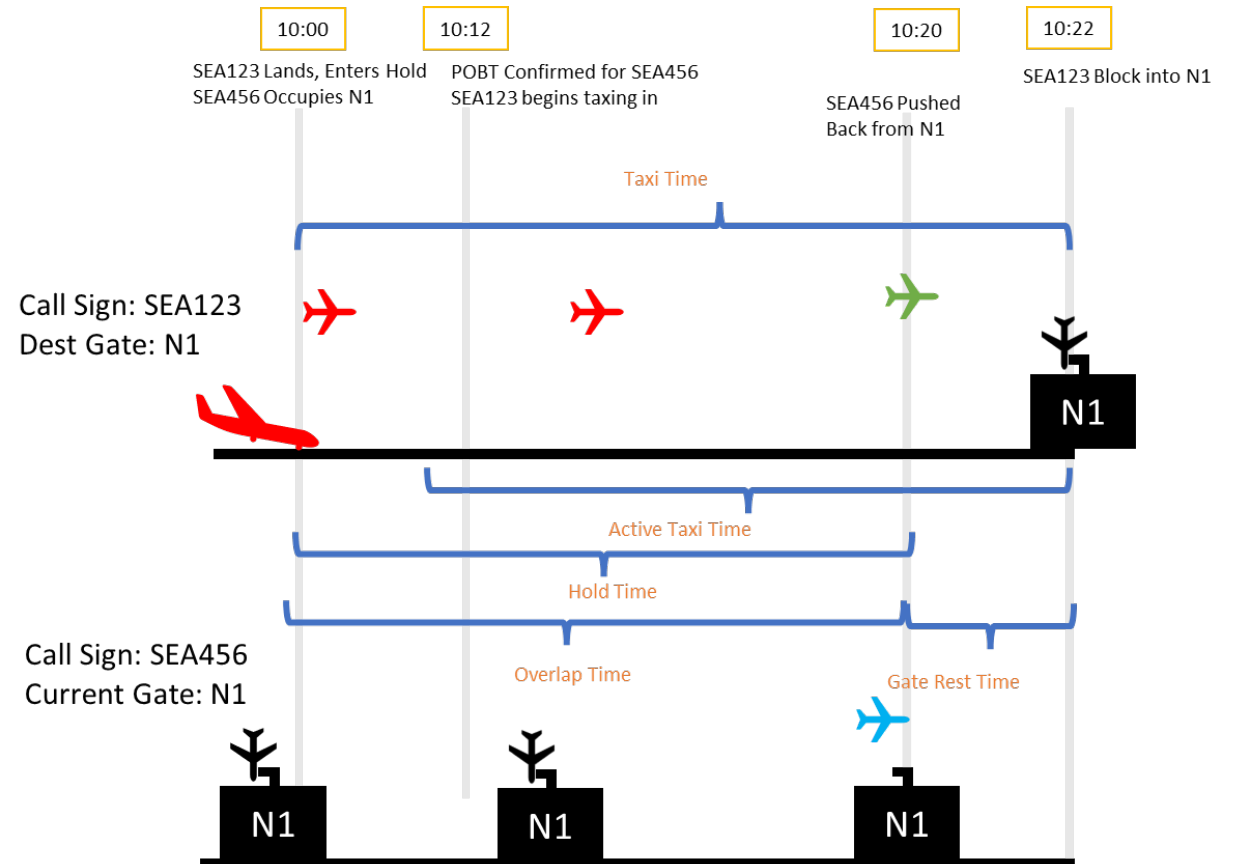 10:00
10:12
10:20
10:22
SEA123 Lands, Enters Hold
SEA456 Occupies N1
POBT Confirmed for SEA456
SEA123 begins taxing in
SEA456 Pushed
Back from N1
SEA123 Block into N1
Taxi Time
Call Sign: SEA123
Dest Gate: N1
N1
Active Taxi Time
Hold Time
Overlap Time
Gate Rest Time
Call Sign: SEA456
Current Gate: N1
N1
N1
N1